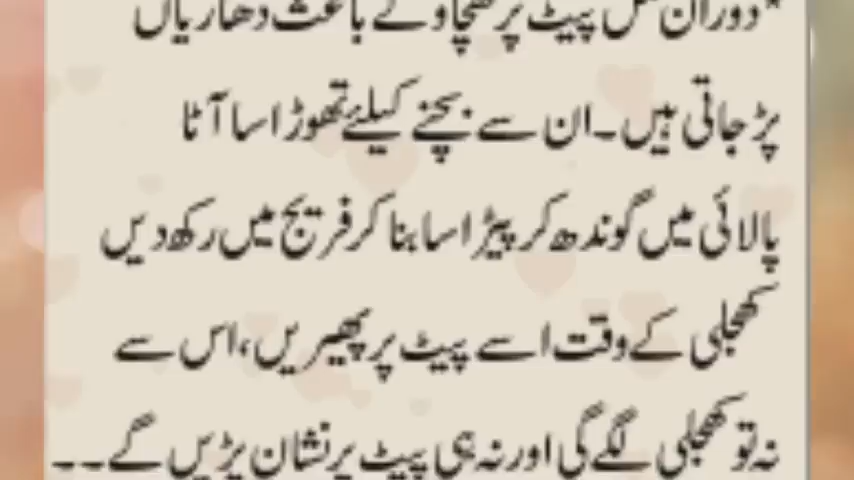 *دوران حمل پیٹ پر کھچاؤ کے باعث دھاریاں
پڑ جاتی ہیں۔ ان سے بچنے کیلئے تھوڑا سا آٹا
بالائی میں گوندھ کر پیڑا سا بنا کر فریج میں رکھ دیں
کھجلی کے وقت اسے پیٹ پر پھیریں، اس سے
نہ تو کھجلی لگے گی اور نہ ہی پیٹ پر نشان پڑیں گے۔۔